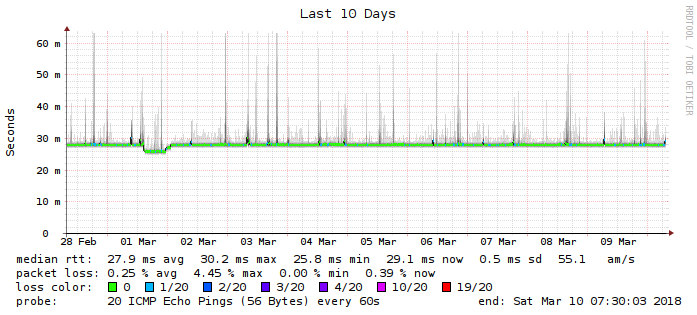 Last 10 Days
RRDTOOL / TOBI OETIKER
Seconds
60 m
50 m
40 m
30 m
20 m
10 m
0
28 Feb 01 Mar 02 Mar 03 Mar 04 Mar 05 Mar 06 Mar 07 Mar 08 Mar 09 Mar
median rtt: 27.9 ms avg 30.2 ms max 25.8 ms min 29.1 ms now 0.5 ms sd 55.1 am/s
packet loss: 0.25 % avg 4.45 % max 0.00 % min 0.39 % now
loss color: 0 1/20 2/20 3/20 4/20 10/20 19/20
probe: 20 ICMP Echo Pings (56 Bytes) every 60s end: Sat Mar 10 07:30:03 2018